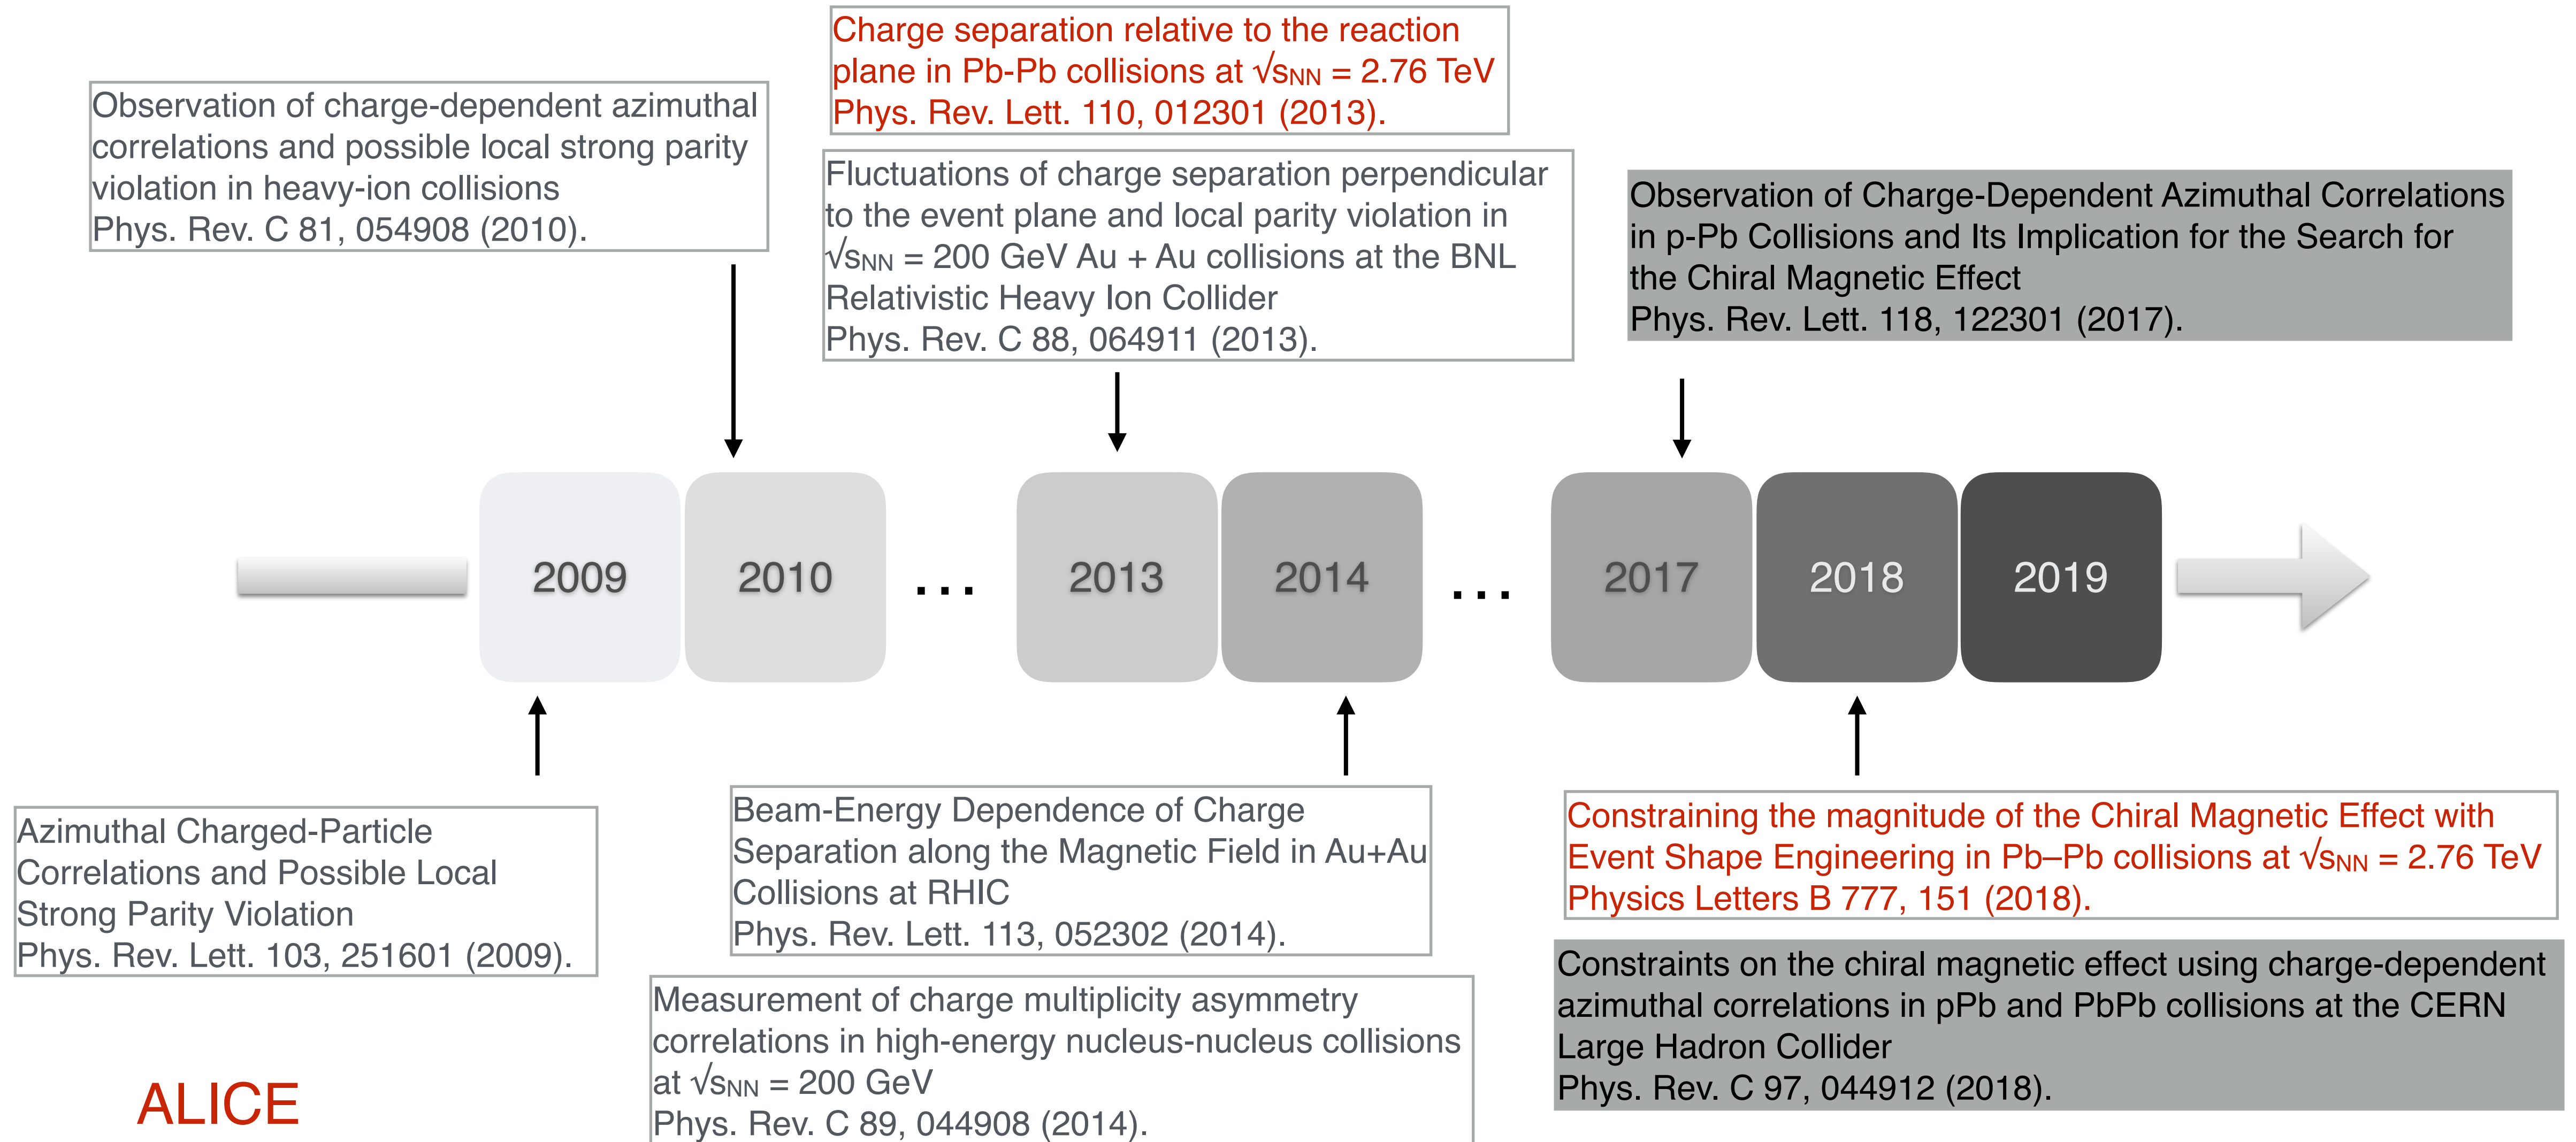 Charge separation relative to the reaction
plane in Pb-Pb collisions at √sNN = 2.76 TeV
Phys. Rev. Lett. 110, 012301 (2013).
Observation of charge-dependent azimuthal
correlations and possible local strong parity
violation in heavy-ion collisions
Phys. Rev. C 81, 054908 (2010).
Fluctuations of charge separation perpendicular
to the event plane and local parity violation in
√sNN = 200 GeV Au + Au collisions at the BNL
Relativistic Heavy Ion Collider
Phys. Rev. C 88, 064911 (2013).
Observation of Charge-Dependent Azimuthal Correlations
in p-Pb Collisions and Its Implication for the Search for
the Chiral Magnetic Effect
Phys. Rev. Lett. 118, 122301 (2017).
2009 2010 ... 2013 2014 ... 2017 2018 2019
Azimuthal Charged-Particle
Correlations and Possible Local
Strong Parity Violation
Phys. Rev. Lett. 103, 251601 (2009).
Beam-Energy Dependence of Charge
Separation along the Magnetic Field in Au+Au
Collisions at RHIC
Phys. Rev. Lett. 113, 052302 (2014).
Constraining the magnitude of the Chiral Magnetic Effect with
Event Shape Engineering in Pb–Pb collisions at √sNN = 2.76 TeV
Physics Letters B 777, 151 (2018).
Measurement of charge multiplicity asymmetry
correlations in high-energy nucleus-nucleus collisions
at √sNN = 200 GeV
Phys. Rev. C 89, 044908 (2014).
Constraints on the chiral magnetic effect using charge-dependent
azimuthal correlations in pPb and PbPb collisions at the CERN
Large Hadron Collider
Phys. Rev. C 97, 044912 (2018).
ALICE